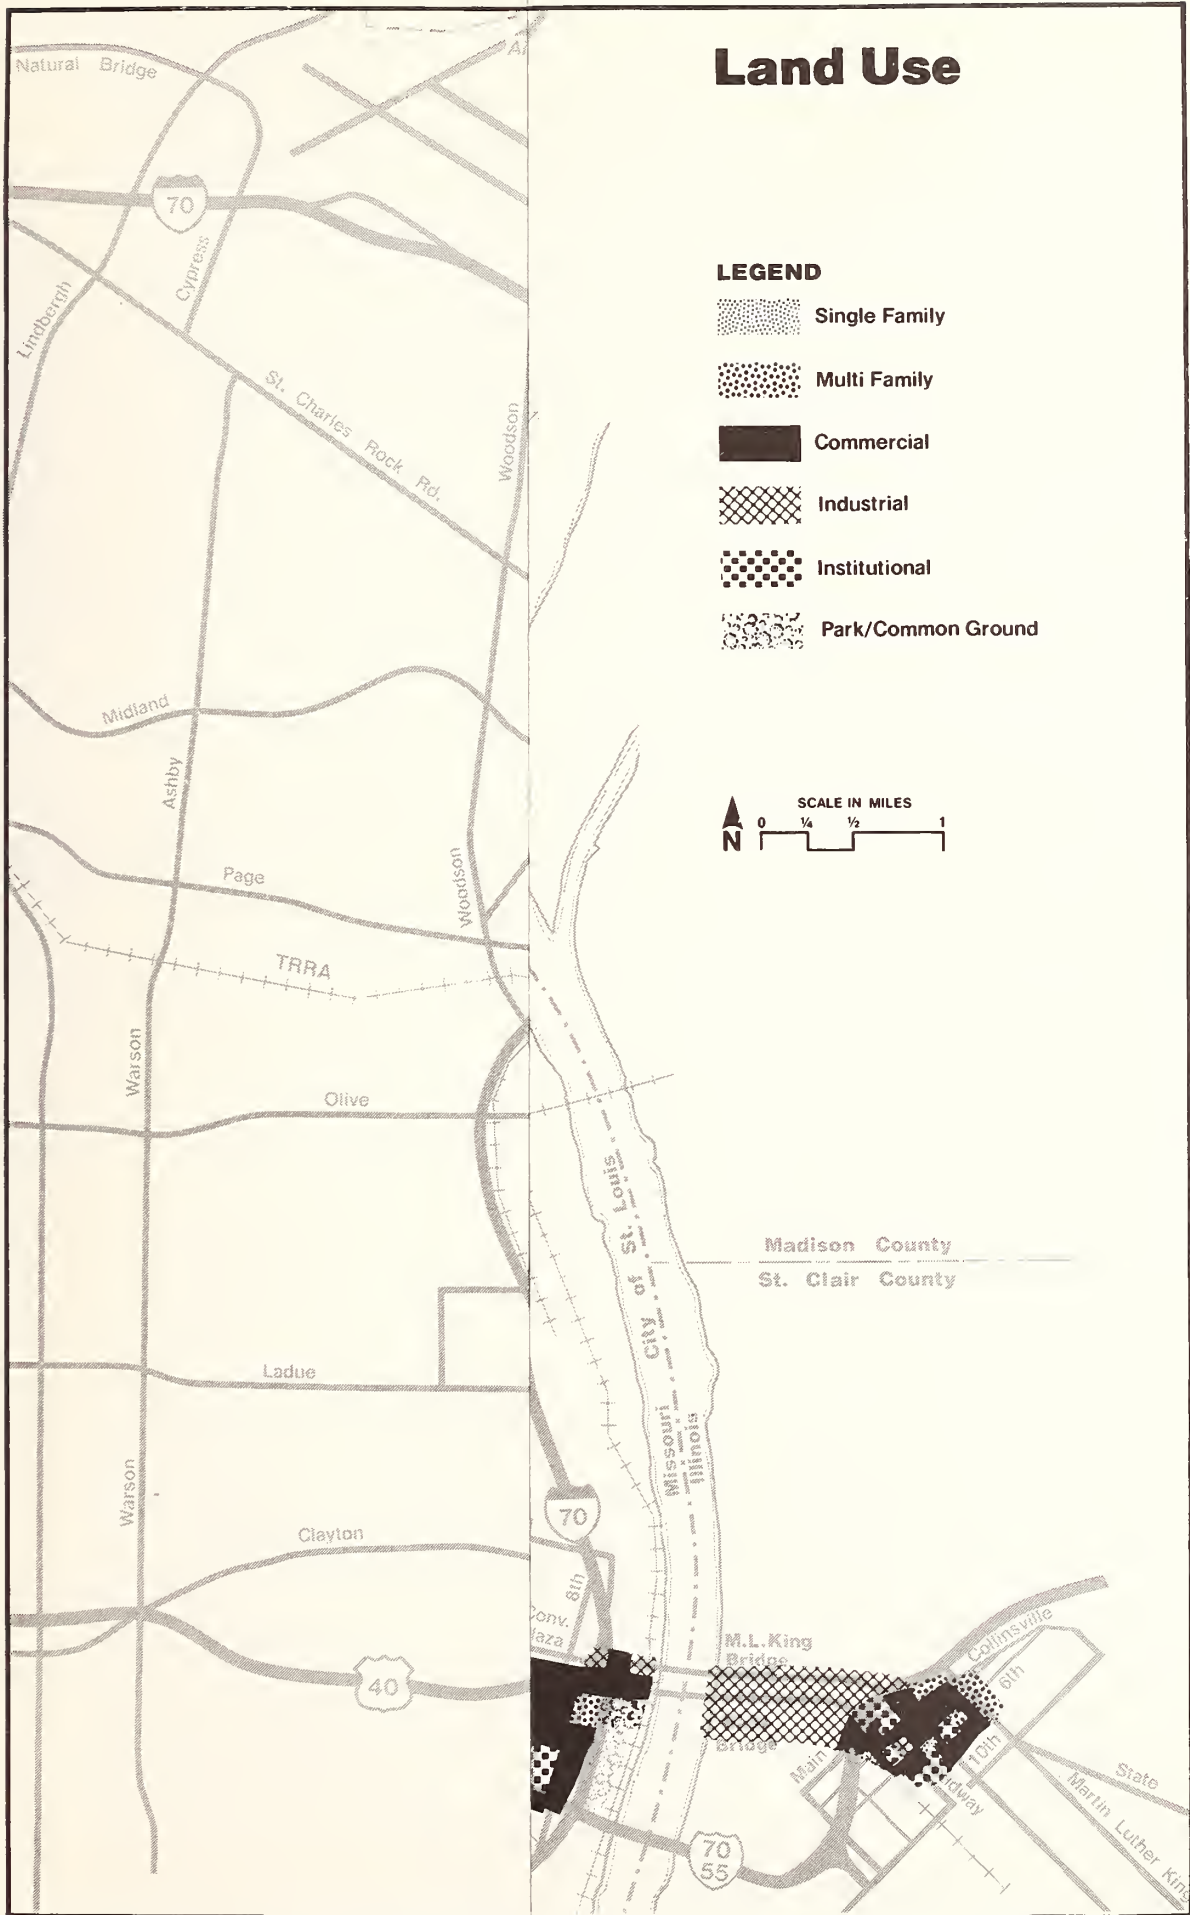 Land Use
LEGEND
Single Family
Multi Family
Commercial
Industrial
Institutional
Park/Common Ground
SCALE IN MILES
0 ¼ ½ 1
N
Natural Bridge
70
Cypress
Lindbergh
St. Charles Rock Rd.
Woodson
Midland
Ashby
Page
Woodson
TRRA
Warson
Olive
City of St. Louis
Madison County
St. Clair County
Ladue
Missouri
Illinois
Warson
70
Clayton
8th
Conv.
M.L.King
Bridge
Collinsville
6th
40
Bridge
Main
10th
State
Martin Luther King
70
55